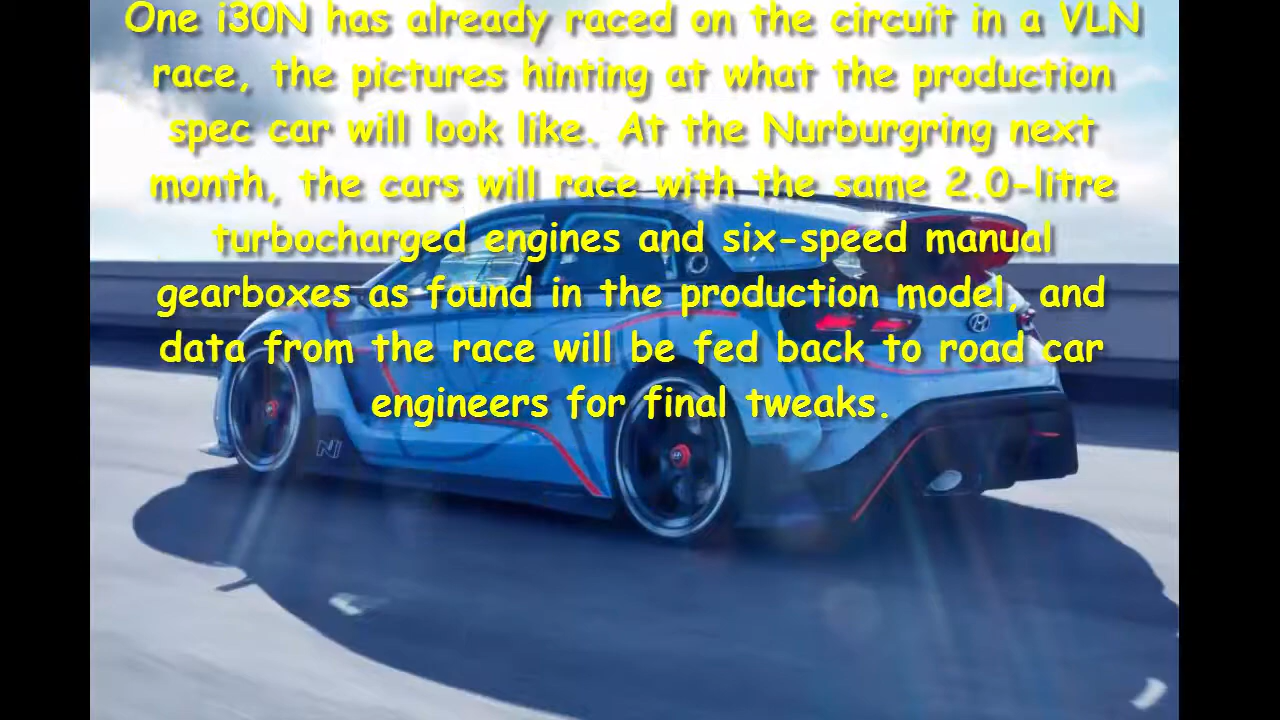 One i30N has already raced on the circuit in a VLN
race, the pictures hinting at what the production
spec car will look like. At the Nurburgring next
month, the cars will race with the same 2.0-litre
turbocharged engines and six-speed manual
gearboxes as found in the production model, and
data from the race will be fed back to road car
engineers for final tweaks.
N